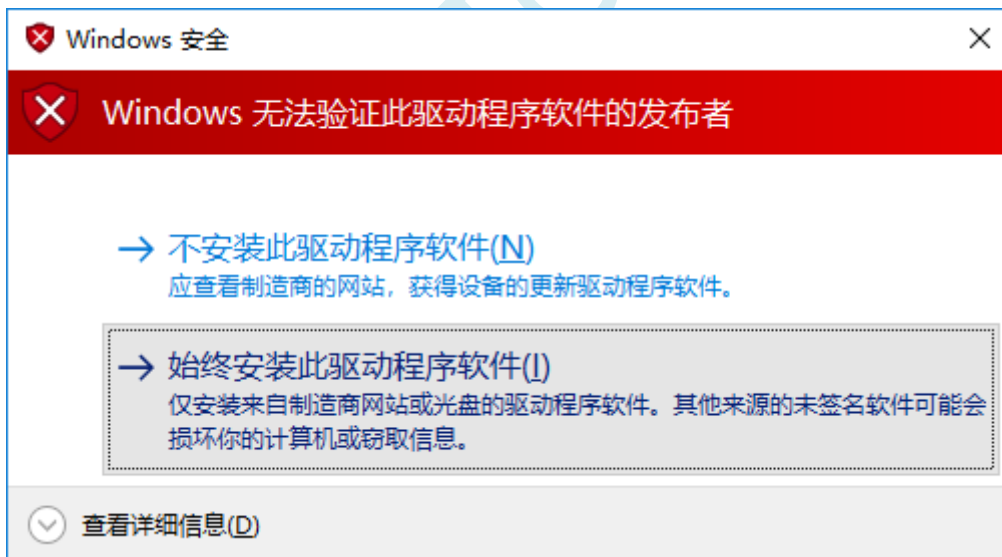 Windows 安全
Windows 无法验证此驱动程序软件的发布者
不安装此驱动程序软件(N)
应查看制造商的网站，获得设备的更新驱动程序软件。
始终安装此驱动程序软件(I)
仅安装来自制造商网站或光盘的驱动程序软件。其他来源的未签名软件可能会
损坏你的计算机或窃取信息。
查看详细信息(D)